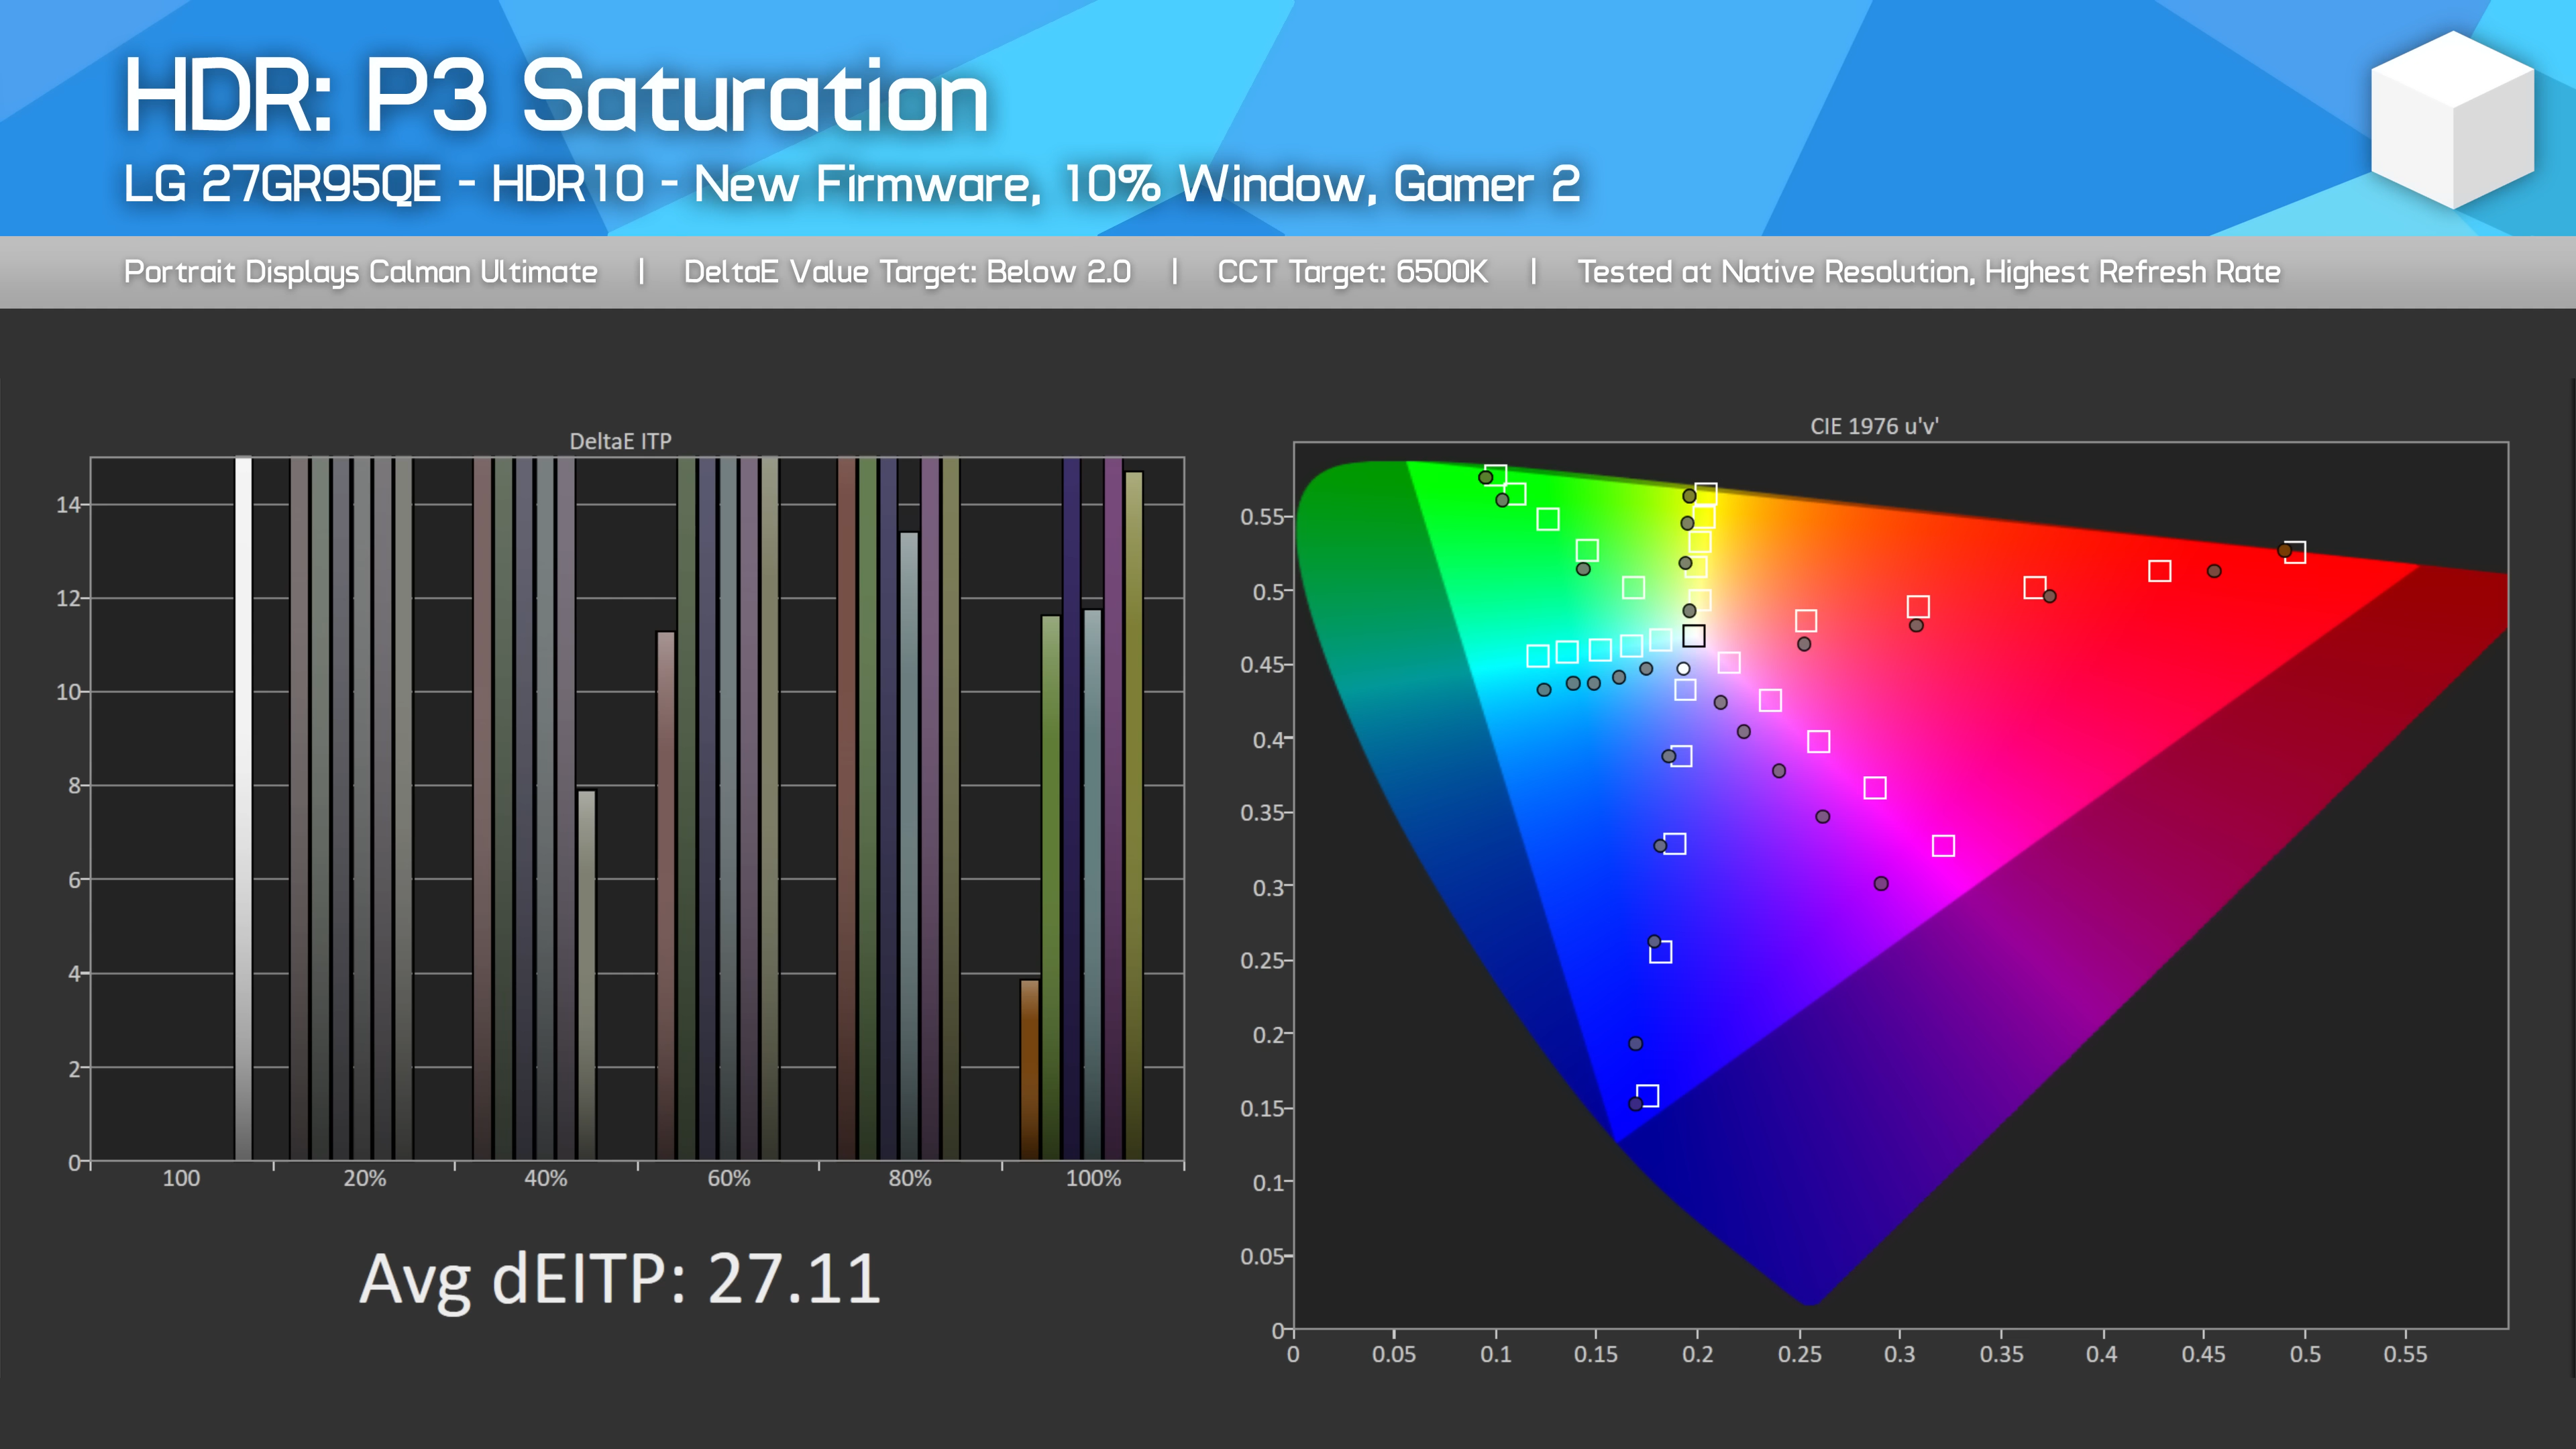 HDR: P3 Saturation
LG 27GR95QE - HDR10 - New Firmware, 10% Window, Gamer 2
Portrait Displays Calman Ultimate | DeltaE Value Target: Below 2.0 | CCT Target: 6500K | Tested at Native Resolution, Highest Refresh Rate
DeltaE ITP
14
12
10
8
6
4
2
0
100 20% 40% 60% 80% 100%
Avg dEITP: 27.11
CIE 1976 u'v'
0.55
0.5
0.45
0.4
0.35
0.3
0.25
0.2
0.15
0.1
0.05
0
0 0.05 0.1 0.15 0.2 0.25 0.3 0.35 0.4 0.45 0.5 0.55